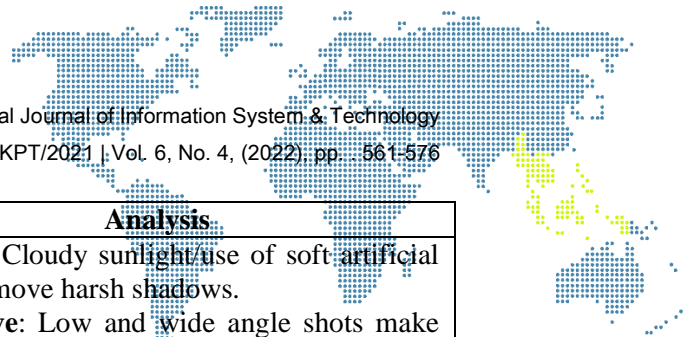 al Journal of Information System & Technology
KPT/2021 | Vol. 6, No. 4, (2022), pp. . 561-576
Analysis
Cloudy sunlight/use of soft artificial
move harsh shadows.
ve: Low and wide angle shots make